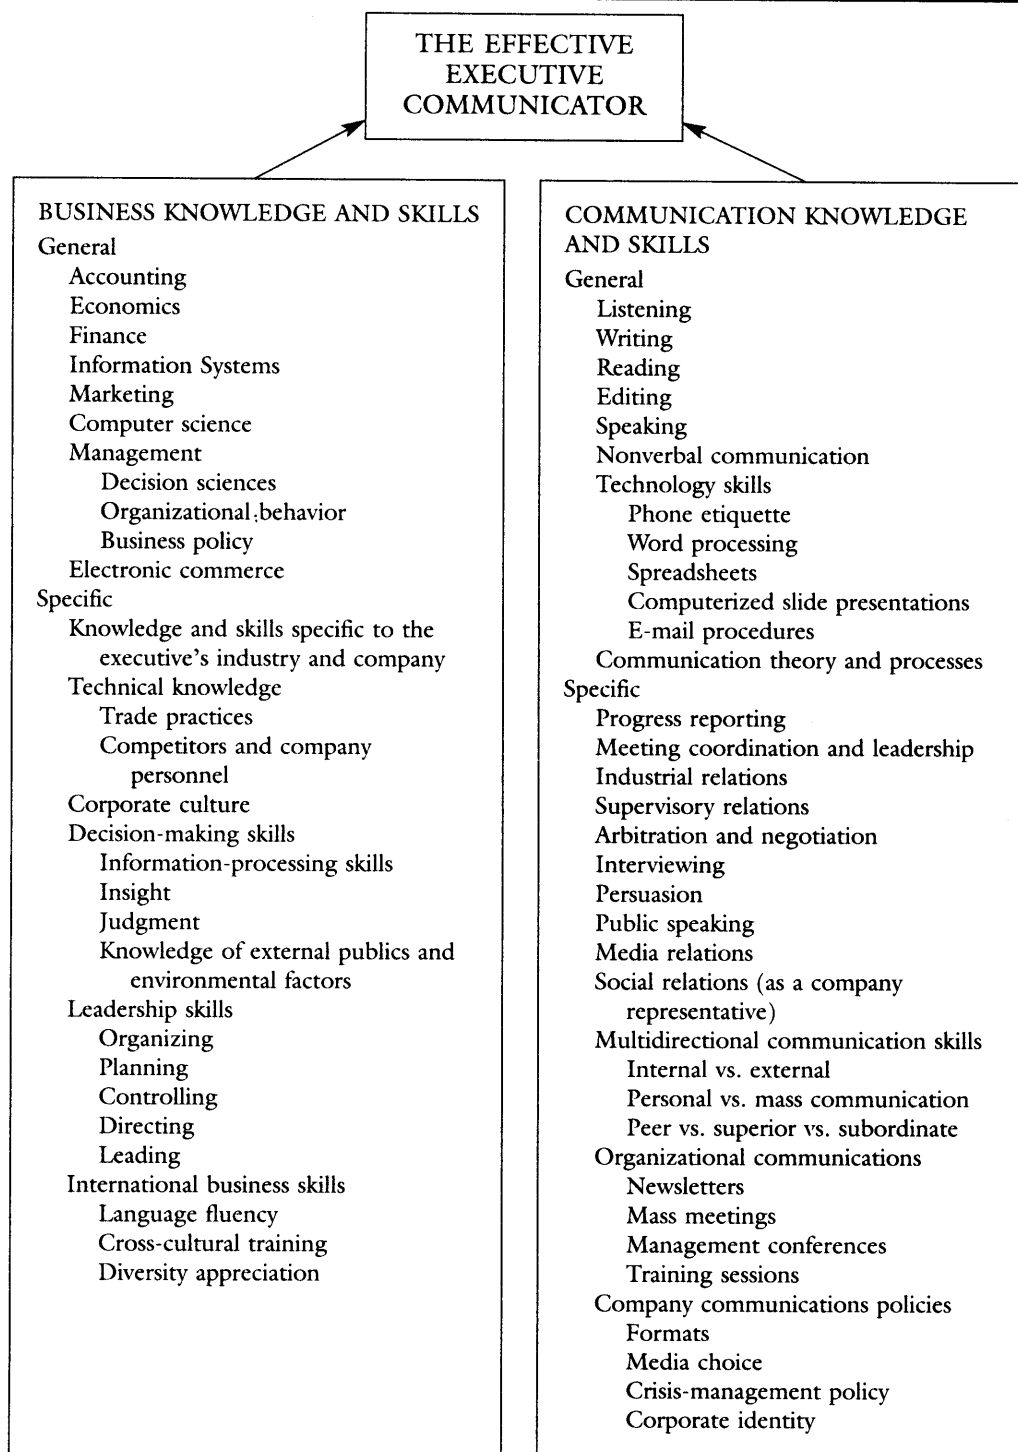 THE EFFECTIVE
EXECUTIVE
COMMUNICATOR
BUSINESS KNOWLEDGE AND SKILLS
General
Accounting
Economics
Finance
Information Systems
Marketing
Computer science
Management
Decision sciences
Organizational behavior
Business policy
Electronic commerce
Specific
Knowledge and skills specific to the
executive's industry and company
Technical knowledge
Trade practices
Competitors and company
personnel
Corporate culture
Decision-making skills
Information-processing skills
Insight
Judgment
Knowledge of external publics and
environmental factors
Leadership skills
Organizing
Planning
Controlling
Directing
Leading
International business skills
Language fluency
Cross-cultural training
Diversity appreciation
COMMUNICATION KNOWLEDGE
AND SKILLS
General
Listening
Writing
Reading
Editing
Speaking
Nonverbal communication
Technology skills
Phone etiquette
Word processing
Spreadsheets
Computerized slide presentations
E-mail procedures
Communication theory and processes
Specific
Progress reporting
Meeting coordination and leadership
Industrial relations
Supervisory relations
Arbitration and negotiation
Interviewing
Persuasion
Public speaking
Media relations
Social relations (as a company
representative)
Multidirectional communication skills
Internal vs. external
Personal vs. mass communication
Peer vs. superior vs. subordinate
Organizational communications
Newsletters
Mass meetings
Management conferences
Training sessions
Company communications policies
Formats
Media choice
Crisis-management policy
Corporate identity